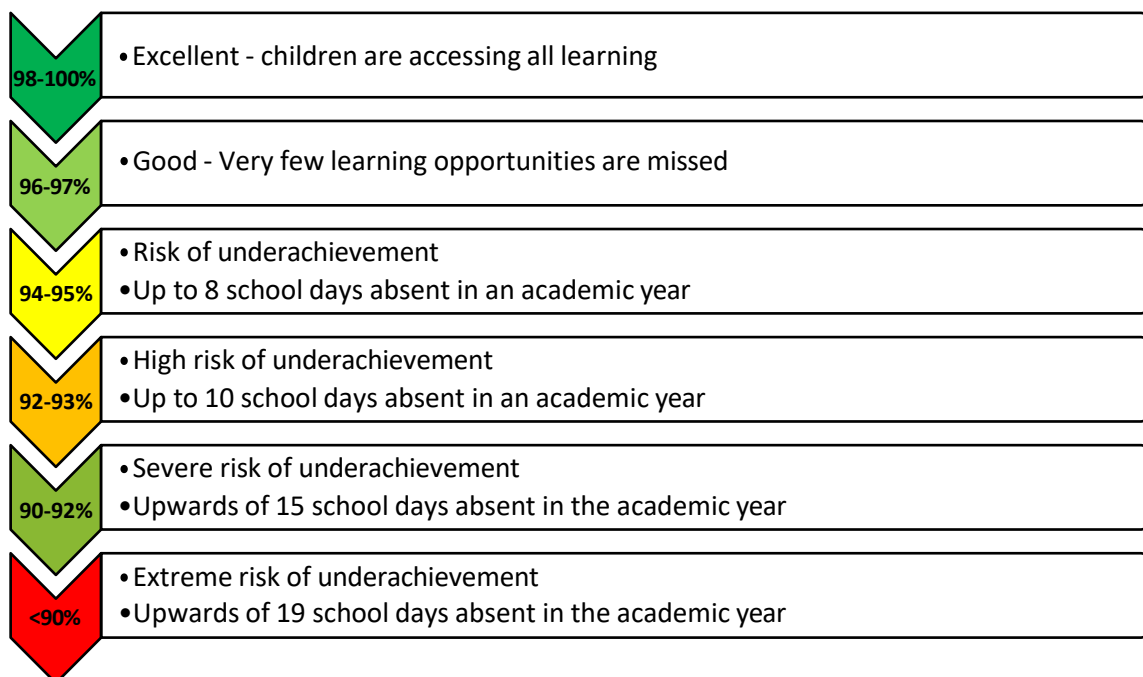 98-100%
•Excellent - children are accessing all learning
96-97%
•Good - Very few learning opportunities are missed
94-95%
•Risk of underachievement
•Up to 8 school days absent in an academic year
92-93%
•High risk of underachievement
•Up to 10 school days absent in an academic year
90-92%
•Severe risk of underachievement
•Upwards of 15 school days absent in the academic year
<90%
•Extreme risk of underachievement
•Upwards of 19 school days absent in the academic year